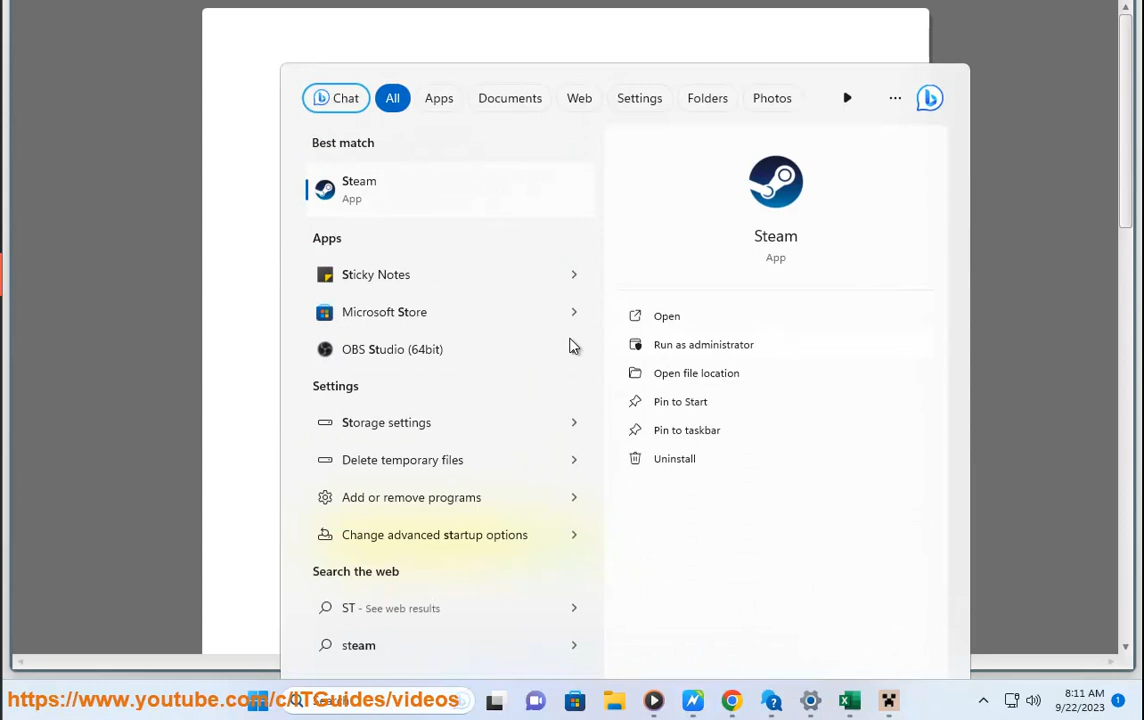 Chat All Apps Documents Web Settings Folders Photos
Best match
Steam
App
Apps
Sticky Notes
Microsoft Store
OBS Studio (64bit)
Settings
Storage settings
Delete temporary files
Add or remove programs
Change advanced startup options
Search the web
ST - See web results
steam
Steam
App
Open
Run as administrator
Open file location
Pin to Start
Pin to taskbar
Uninstall
https://www.youtube.com/c/ITGuides/videos
Search
8:11 AM
9/22/2023
1